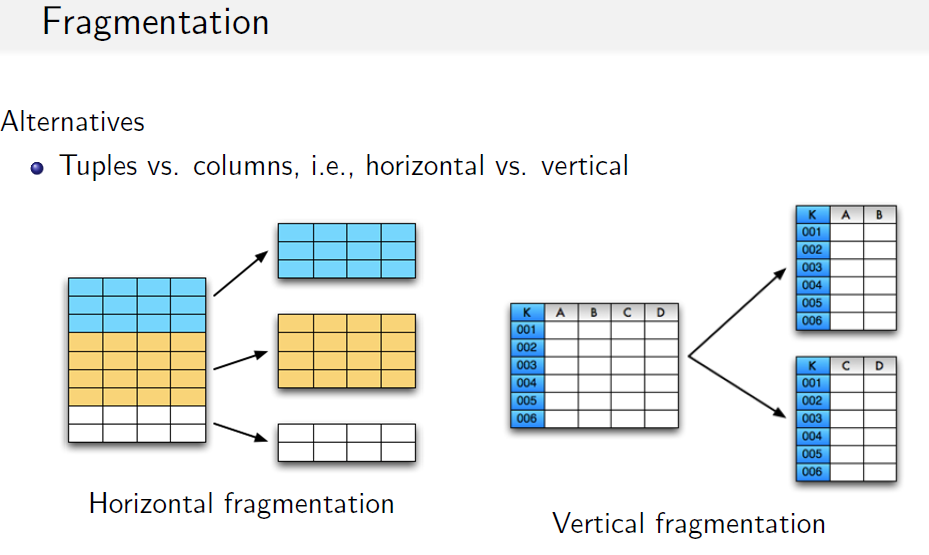 Fragmentation
Alternatives
Tuples vs. columns, i.e., horizontal vs. vertical
K A B C D
001
002
003
004
005
006
K A B
001
002
003
004
005
006
K C D
001
002
003
004
005
006
Horizontal fragmentation
Vertical fragmentation